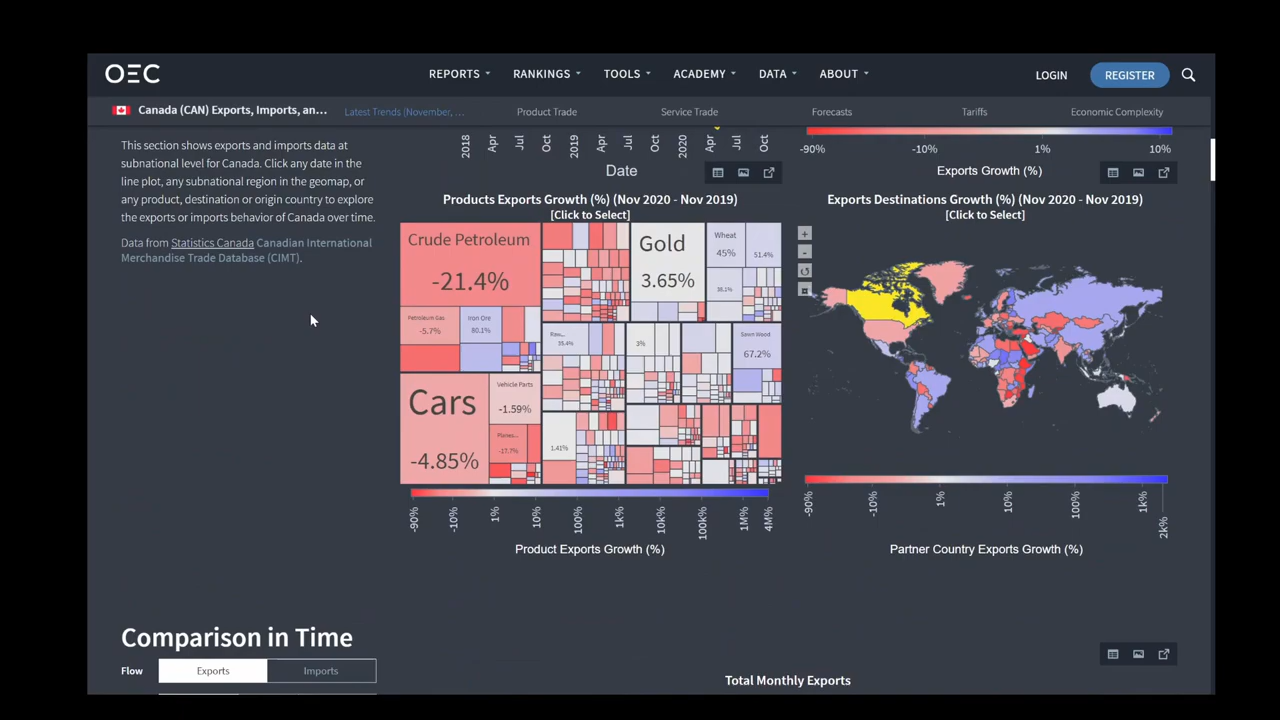 OEC
REPORTS
RANKINGS
TOOLS
ACADEMY
DATA
ABOUT
LOGIN
REGISTER
Canada (CAN) Exports, Imports, an...
Latest Trends (November, ...
Product Trade
Service Trade
Forecasts
Tariffs
Economic Complexity
This section shows exports and imports data at
subnational level for Canada. Click any date in the
line plot, any subnational region in the geomap, or
any product, destination or origin country to explore
the exports or imports behavior of Canada over time.
Data from Statistics Canada Canadian International
Merchandise Trade Database (CIMT).
2018
Apr
Jul
Oct
2019
Apr
Jul
Oct
2020
Apr
Jul
Oct
Date
-90%
-10%
1%
10%
Exports Growth (%)
Products Exports Growth (%) (Nov 2020 - Nov 2019)
[Click to Select]
Crude Petroleum
-21.4%
Gold
3.65%
Wheat
45%
51.4%
38.1%
Petroleum Gas
-5.7%
Iron Ore
80.1%
35.4%
3%
Sawn Wood
67.2%
Cars
-4.85%
Vehicle Parts
-1.59%
Planes...
-17.7%
1.41%
-90%
-10%
1%
10%
100%
1k%
10k%
100k%
1M%
4M%
Product Exports Growth (%)
Exports Destinations Growth (%) (Nov 2020 - Nov 2019)
[Click to Select]
+
-
-90%
-10%
1%
10%
100%
1k%
2k%
Partner Country Exports Growth (%)
Comparison in Time
Flow
Exports
Imports
Total Monthly Exports